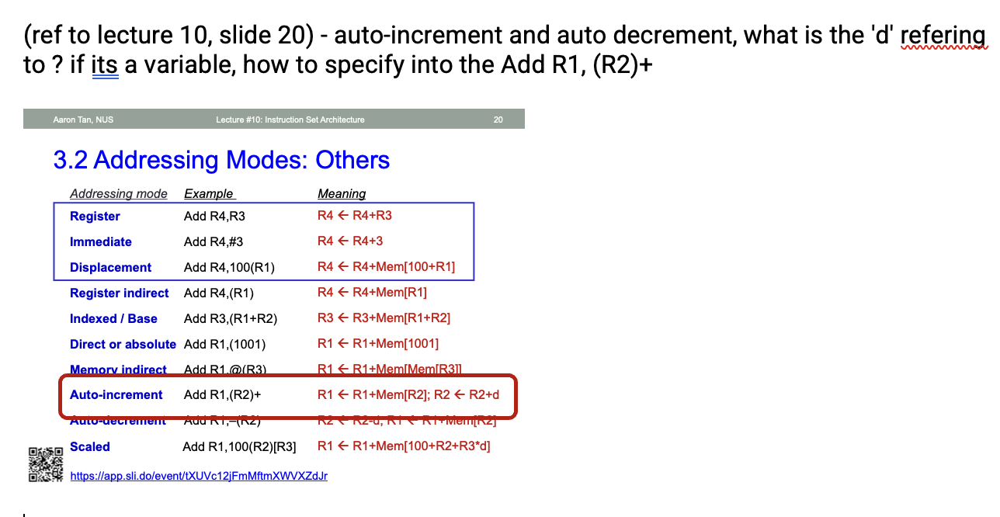 (ref to lecture 10, slide 20) - auto-increment and auto decrement, what is the 'd' refering
to ? if its a variable, how to specify into the Add R1, (R2)+
Aaron Tan, NUS Lecture #10: Instruction Set Architecture 20
3.2 Addressing Modes: Others
Addressing mode Example Meaning
Register Add R4,R3 R4 ← R4+R3
Immediate Add R4,#3 R4 ← R4+3
Displacement Add R4,100(R1) R4 ← R4+Mem[100+R1]
Register indirect Add R4,(R1) R4 ← R4+Mem[R1]
Indexed / Base Add R3,(R1+R2) R3 ← R3+Mem[R1+R2]
Direct or absolute Add R1,(1001) R1 ← R1+Mem[1001]
Memory indirect Add R1,@(R3) R1 ← R1+Mem[Mem[R3]]
Auto-increment Add R1,(R2)+ R1 ← R1+Mem[R2]; R2 ← R2+d
Auto-decrement Add R1,–(R2) R2 ← R2-d; R1 ← R1+Mem[R2]
Scaled Add R1,100(R2)[R3] R1 ← R1+Mem[100+R2+R3*d]
https://app.sli.do/event/tXUVc12jFmMftmXWVXZdJr